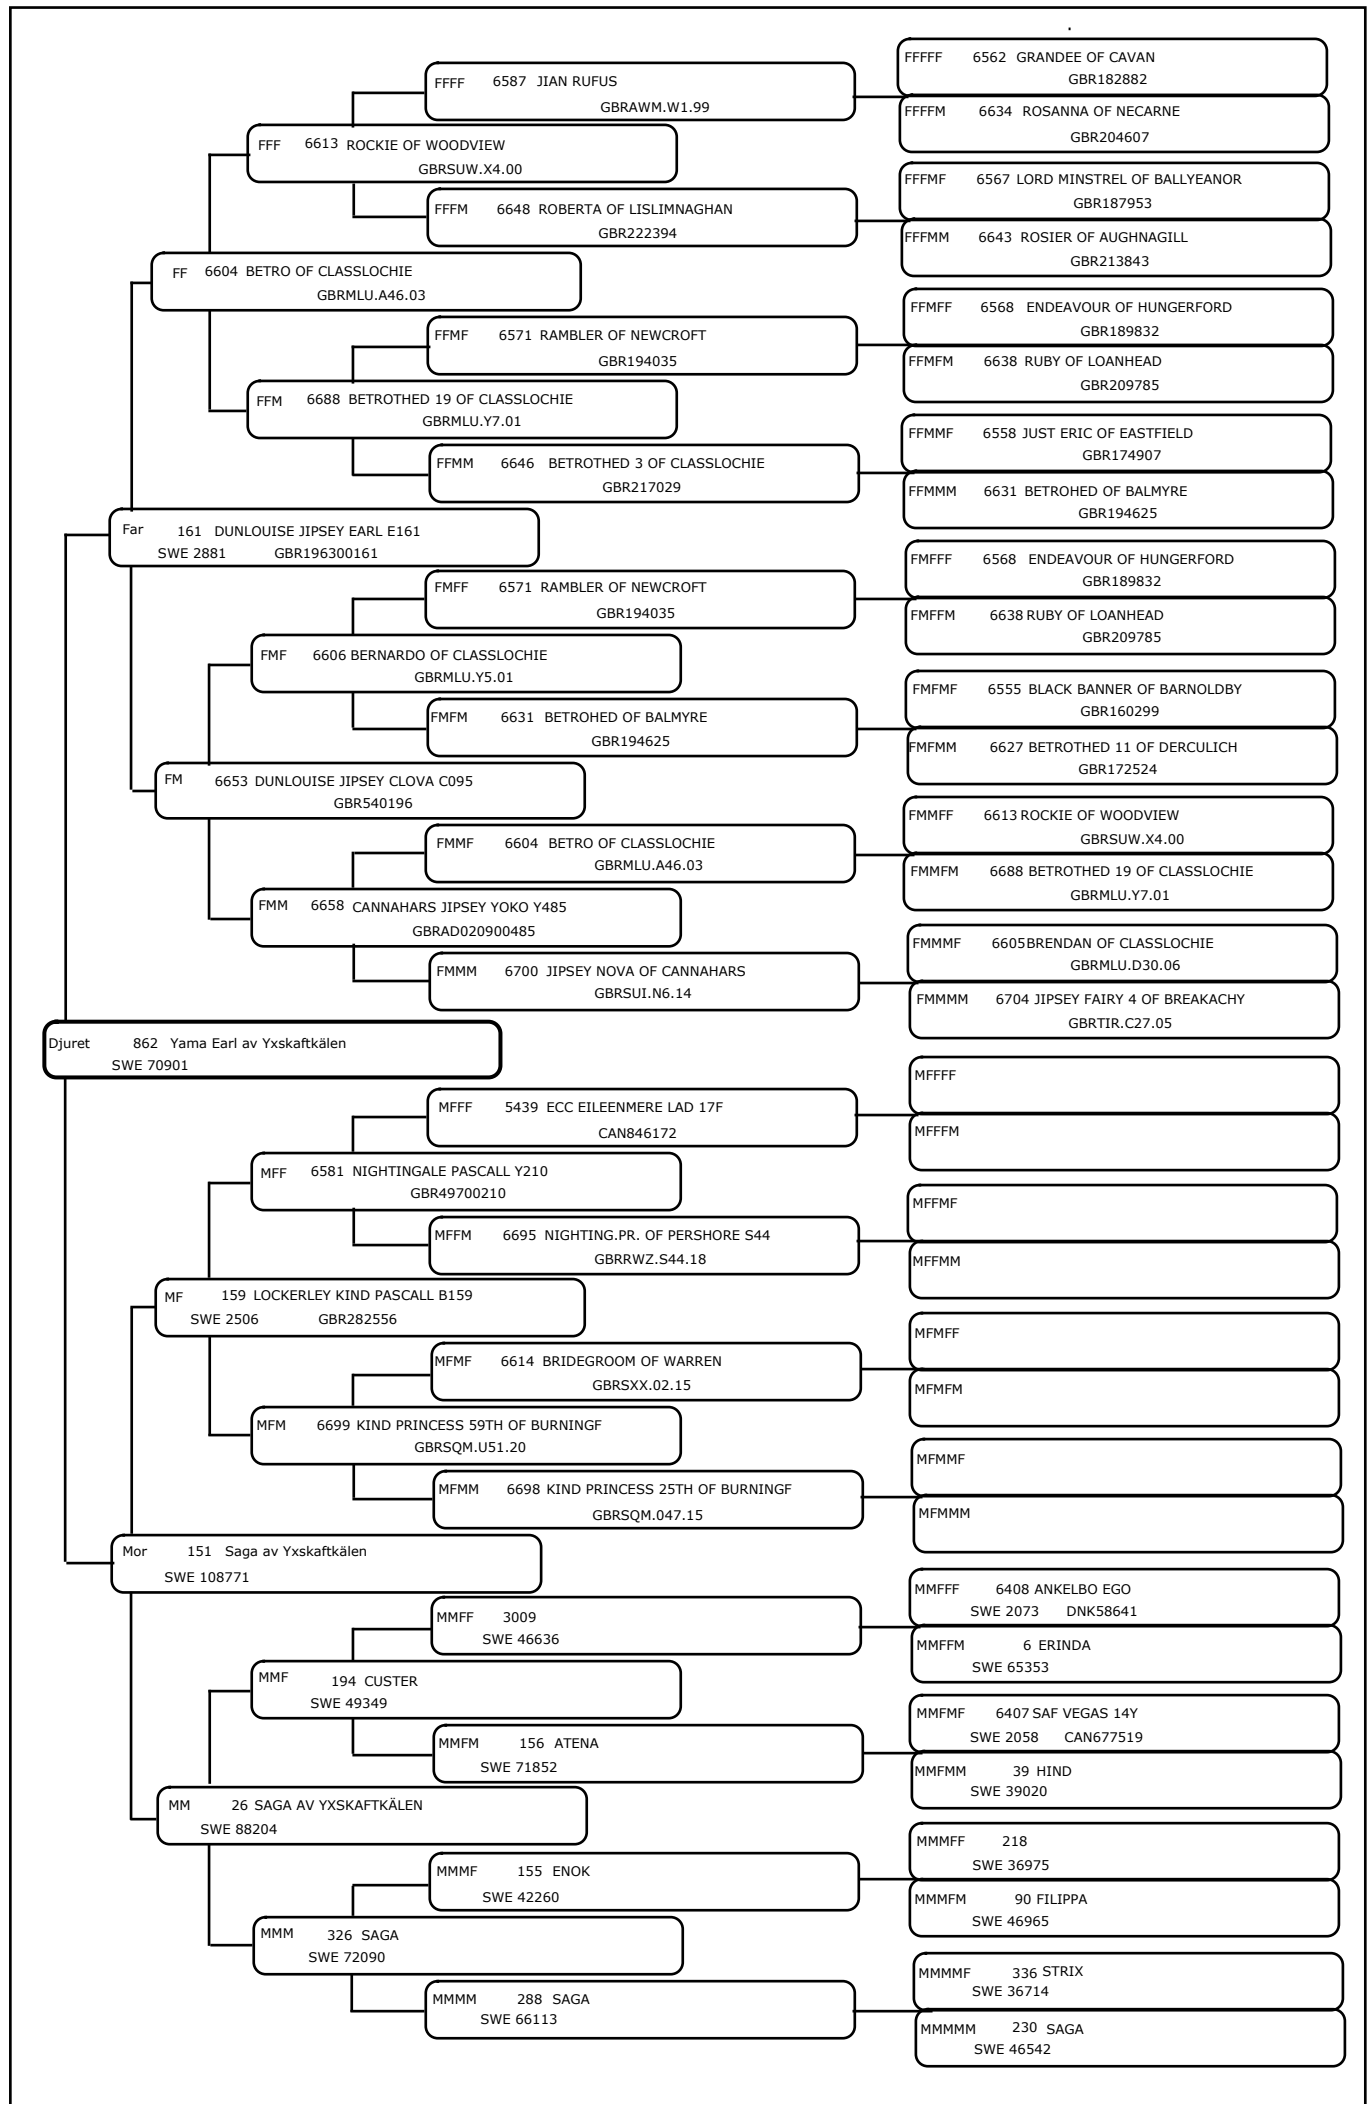 FFFFF 6562 GRANDEE OF CAVAN
GBR182882
FFFF 6587 JIAN RUFUS
GBRAWM.W1.99
FFFFM 6634 ROSANNA OF NECARNE
GBR204607
FFF 6613 ROCKIE OF WOODVIEW
GBRSUW.X4.00
FFFMF 6567 LORD MINSTREL OF BALLYEANOR
GBR187953
FFFM 6648 ROBERTA OF LISLIMNAGHAN
GBR222394
FFFMM 6643 ROSIER OF AUGHNAGILL
GBR213843
FF 6604 BETRO OF CLASSLOCHIE
GBRMLU.A46.03
FFMFF 6568 ENDEAVOUR OF HUNGERFORD
GBR189832
FFMF 6571 RAMBLER OF NEWCROFT
GBR194035
FFMFM 6638 RUBY OF LOANHEAD
GBR209785
FFM 6688 BETROTHED 19 OF CLASSLOCHIE
GBRMLU.Y7.01
FFMMF 6558 JUST ERIC OF EASTFIELD
GBR174907
FFMM 6646 BETROTHED 3 OF CLASSLOCHIE
GBR217029
FFMMM 6631 BETROHED OF BALMYRE
GBR194625
Far 161 DUNLOUISE JIPSEY EARL E161
SWE 2881 GBR196300161
FMFFF 6568 ENDEAVOUR OF HUNGERFORD
GBR189832
FMFF 6571 RAMBLER OF NEWCROFT
GBR194035
FMFFM 6638 RUBY OF LOANHEAD
GBR209785
FMF 6606 BERNARDO OF CLASSLOCHIE
GBRMLU.Y5.01
FMFMF 6555 BLACK BANNER OF BARNOLDBY
GBR160299
FMFM 6631 BETROHED OF BALMYRE
GBR194625
FMFMM 6627 BETROTHED 11 OF DERCULICH
GBR172524
FM 6653 DUNLOUISE JIPSEY CLOVA C095
GBR540196
FMMFF 6613 ROCKIE OF WOODVIEW
GBRSUW.X4.00
FMMF 6604 BETRO OF CLASSLOCHIE
GBRMLU.A46.03
FMMFM 6688 BETROTHED 19 OF CLASSLOCHIE
GBRMLU.Y7.01
FMM 6658 CANNAHARS JIPSEY YOKO Y485
GBRAD020900485
FMMMF 6605BRENDAN OF CLASSLOCHIE
GBRMLU.D30.06
FMMM 6700 JIPSEY NOVA OF CANNAHARS
GBRSUI.N6.14
FMMMM 6704 JIPSEY FAIRY 4 OF BREAKACHY
GBRTIR.C27.05
Djuret 862 Yama Earl av Yxskaftkälen
SWE 70901
MFFFF
MFFF 5439 ECC EILEENMERE LAD 17F
CAN846172
MFFFM
MFF 6581 NIGHTINGALE PASCALL Y210
GBR49700210
MFFMF
MFFM 6695 NIGHTING.PR. OF PERSHORE S44
GBRRWZ.S44.18
MFFMM
MF 159 LOCKERLEY KIND PASCALL B159
SWE 2506 GBR282556
MFMFF
MFMF 6614 BRIDEGROOM OF WARREN
GBRSXX.02.15
MFMFM
MFM 6699 KIND PRINCESS 59TH OF BURNINGF
GBRSQM.U51.20
MFMMF
MFMM 6698 KIND PRINCESS 25TH OF BURNINGF
GBRSQM.047.15
MFMMM
Mor 151 Saga av Yxskaftkälen
SWE 108771
MMFFF 6408 ANKELBO EGO
SWE 2073 DNK58641
MMFF 3009
SWE 46636
MMFFM 6 ERINDA
SWE 65353
MMF 194 CUSTER
SWE 49349
MMFMF 6407 SAF VEGAS 14Y
SWE 2058 CAN677519
MMFM 156 ATENA
SWE 71852
MMFMM 39 HIND
SWE 39020
MM 26 SAGA AV YXSKAFTKÄLEN
SWE 88204
MMMFF 218
SWE 36975
MMMF 155 ENOK
SWE 42260
MMMFM 90 FILIPPA
SWE 46965
MMM 326 SAGA
SWE 72090
MMMMF 336 STRIX
SWE 36714
MMMM 288 SAGA
SWE 66113
MMMMM 230 SAGA
SWE 46542